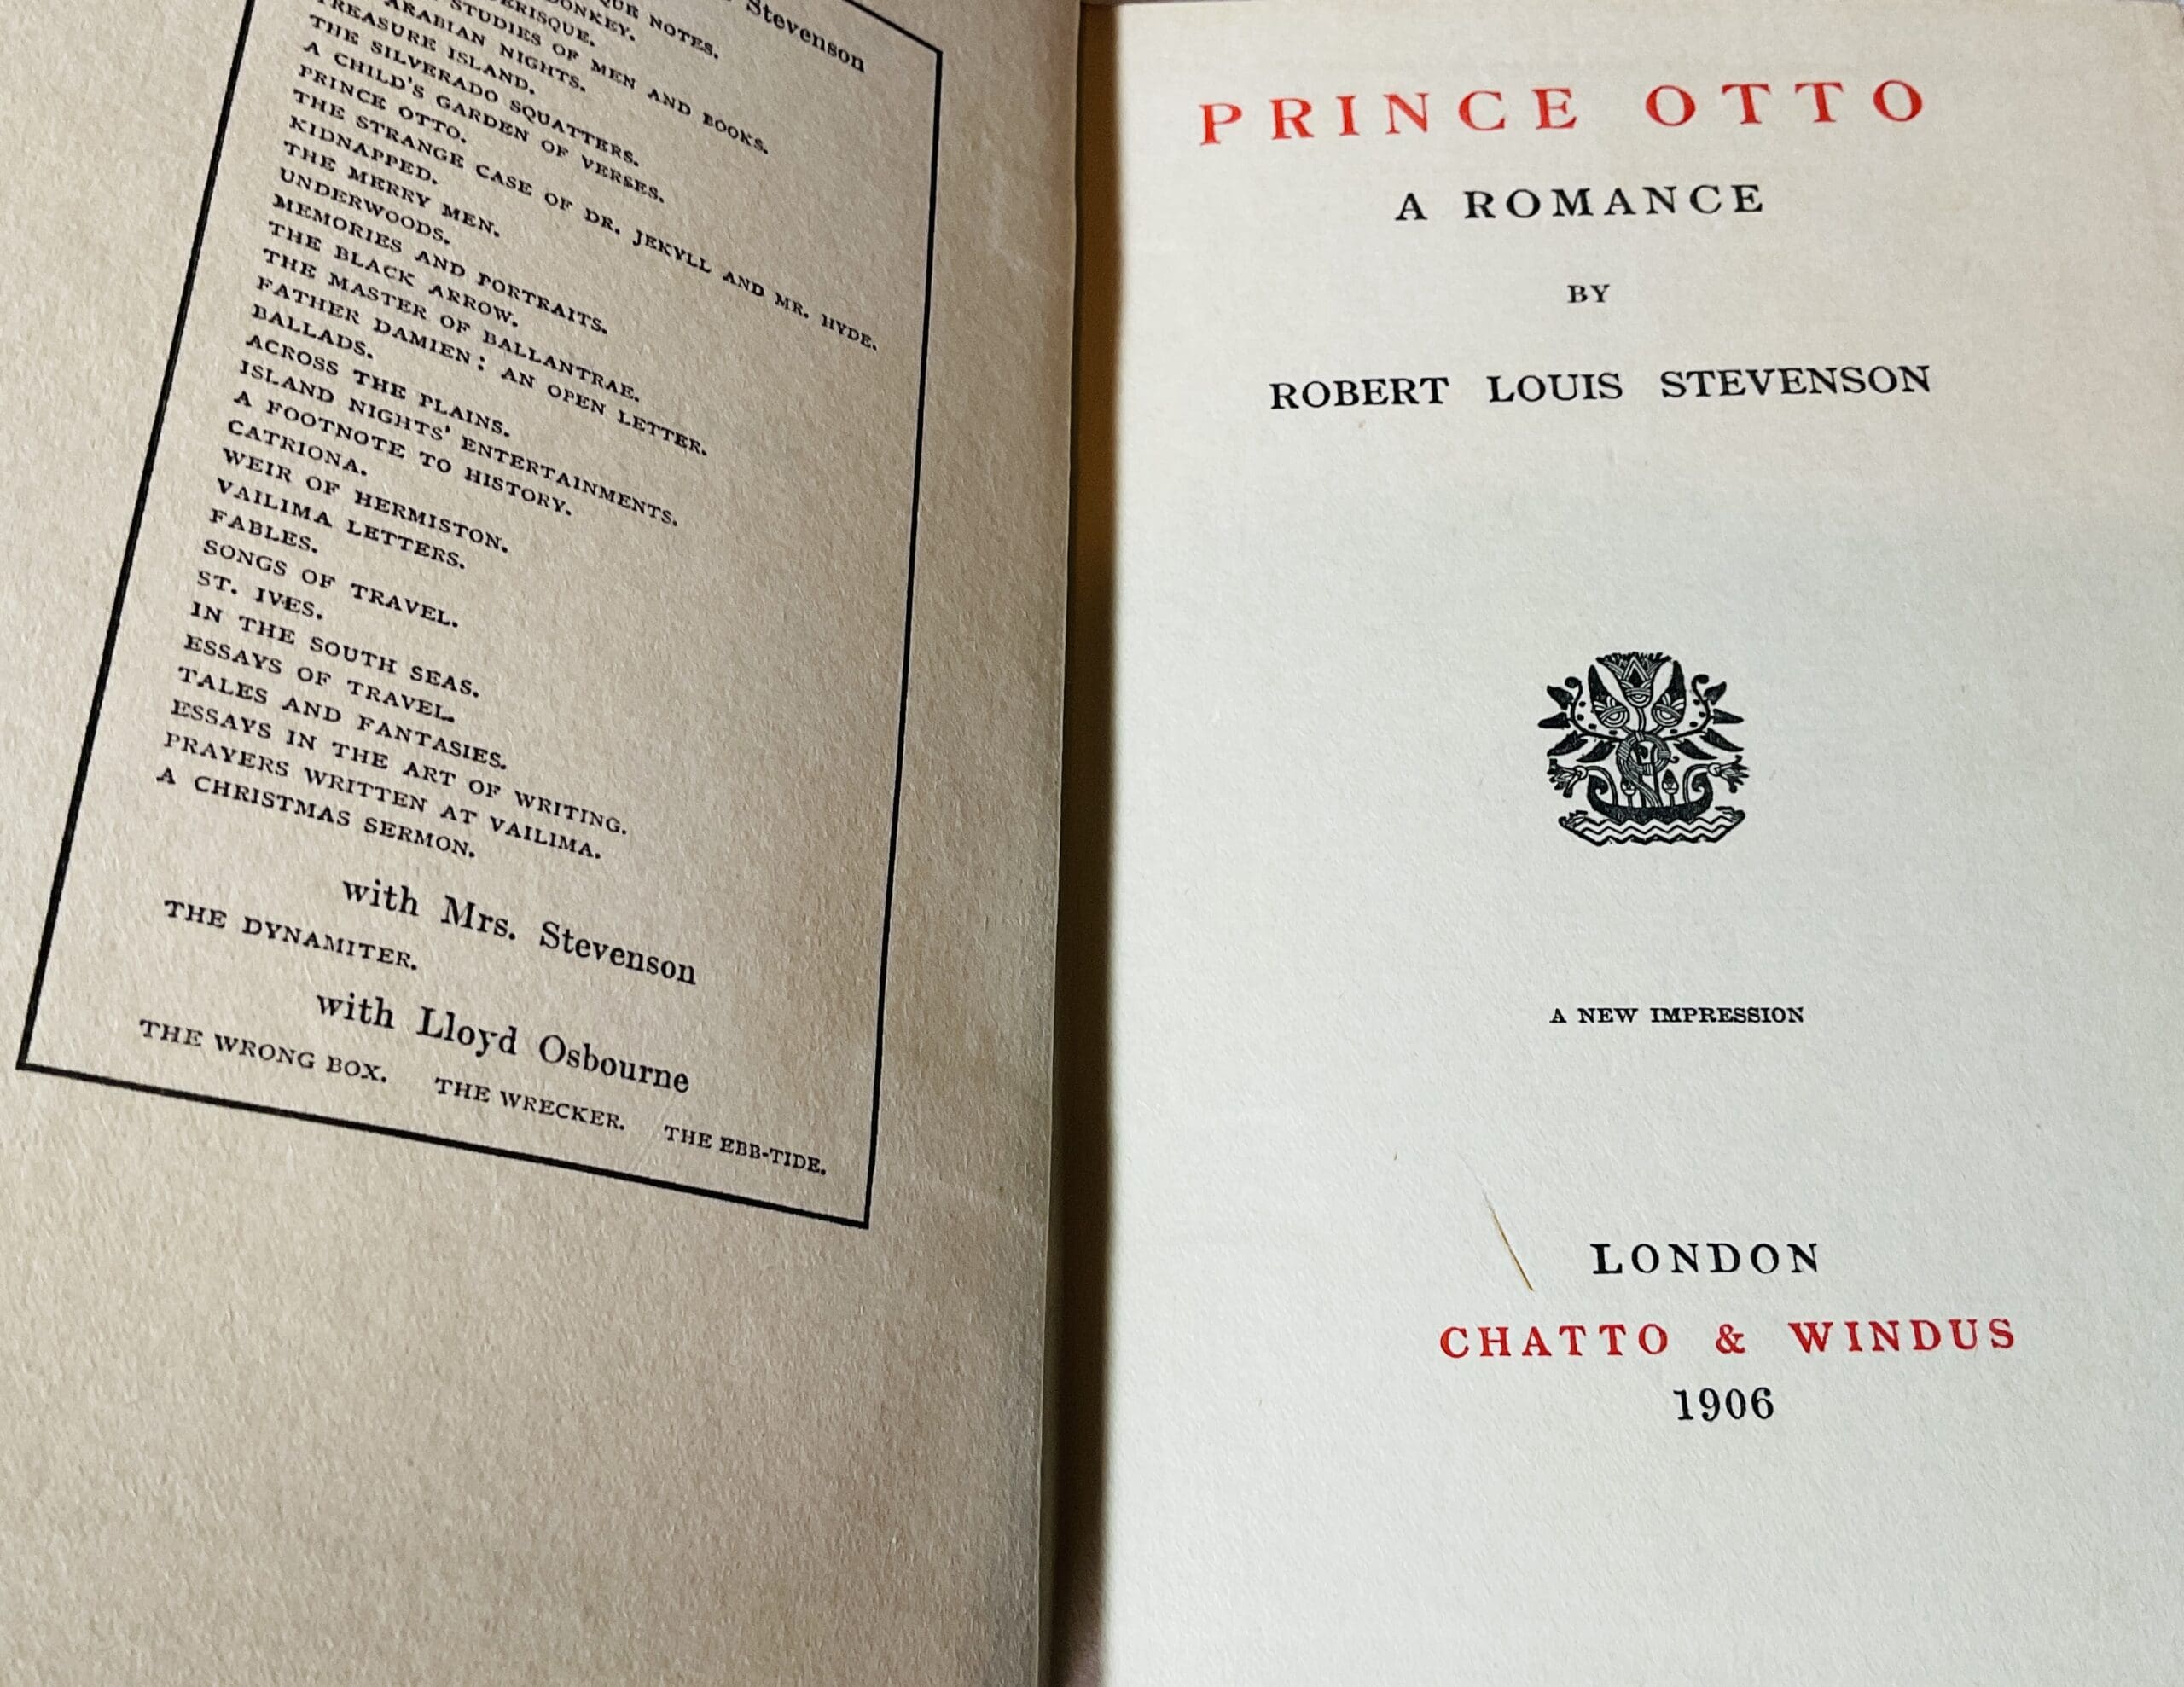 Stevenson
NOTES.
DONKEY.
STUDIES OF MEN AND BOOKS.
ARABIAN NIGHTS.
TREASURE ISLAND.
THE SILVERADO SQUATTERS.
A CHILD'S GARDEN OF VERSES.
PRINCE OTTO.
THE STRANGE CASE OF DR. JEKYLL AND MR. HYDE.
KIDNAPPED.
THE MERRY MEN.
UNDERWOODS.
MEMORIES AND PORTRAITS.
THE BLACK ARROW.
THE MASTER OF BALLANTRAE.
FATHER DAMIEN: AN OPEN LETTER.
BALLADS.
ACROSS THE PLAINS.
ISLAND NIGHTS' ENTERTAINMENTS.
A FOOTNOTE TO HISTORY.
CATRIONA.
WEIR OF HERMISTON.
VAILIMA LETTERS.
FABLES.
SONGS OF TRAVEL.
ST. IVES.
IN THE SOUTH SEAS.
ESSAYS OF TRAVEL.
TALES AND FANTASIES.
ESSAYS IN THE ART OF WRITING.
PRAYERS WRITTEN AT VAILIMA.
A CHRISTMAS SERMON.
with Mrs. Stevenson
THE DYNAMITER.
with Lloyd Osbourne
THE WRONG BOX. THE WRECKER. THE EBB-TIDE.
PRINCE OTTO
A ROMANCE
BY
ROBERT LOUIS STEVENSON
A NEW IMPRESSION
LONDON
CHATTO & WINDUS
1906